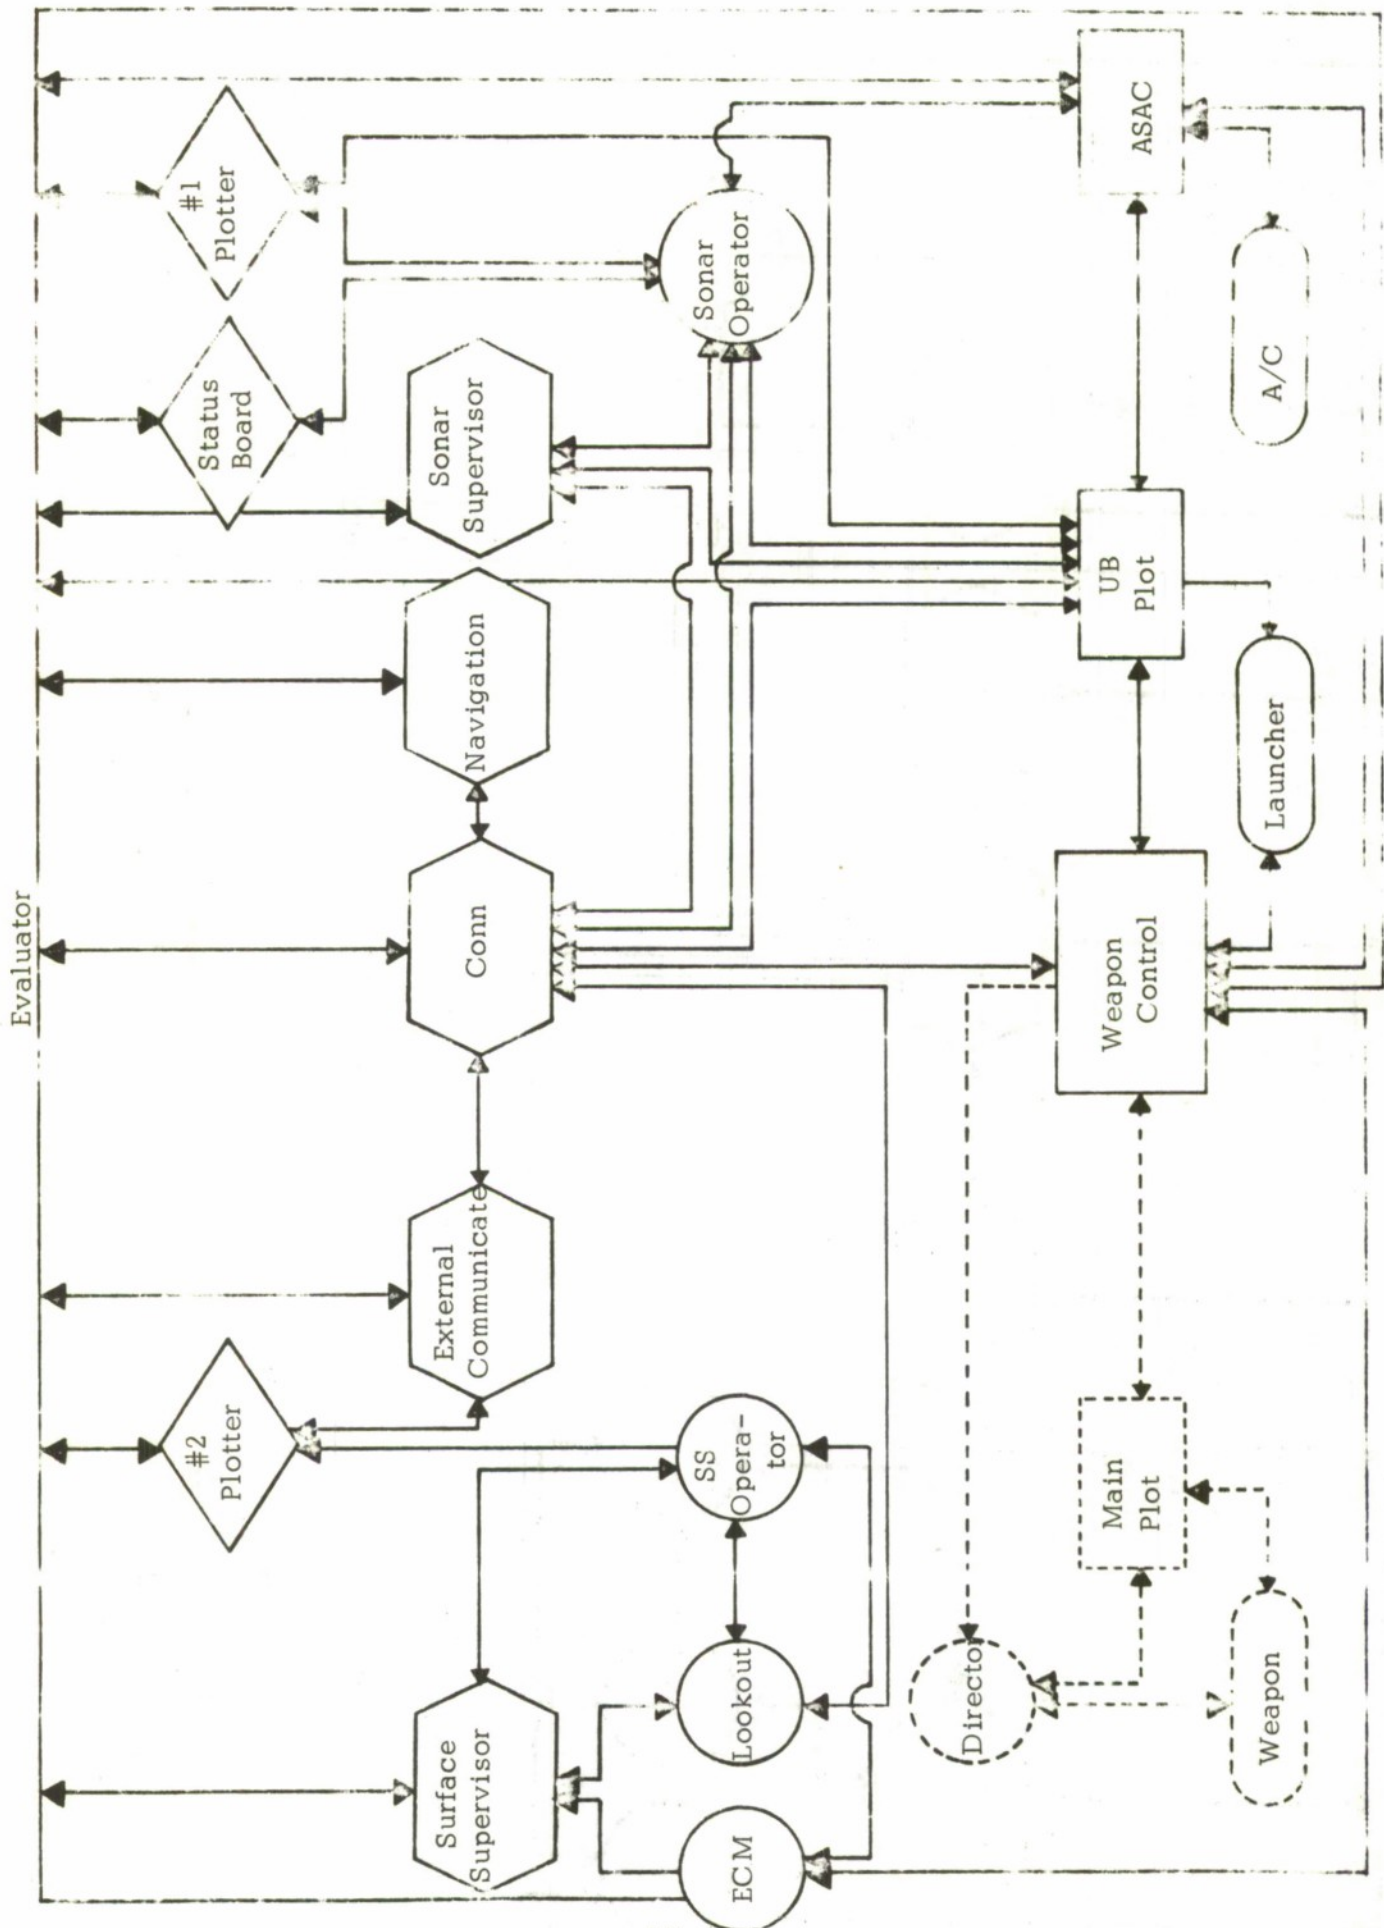 Evaluator
#2
Plotter
Status
Board
#1
Plotter
Surface
Supervisor
External
Communicate
Conn
Navigation
Sonar
Supervisor
ECM
Lookout
SS
Opera-
tor
Sonar
Operator
Director
Main
Plot
Weapon
Control
UB
Plot
ASAC
Weapon
Launcher
A/C